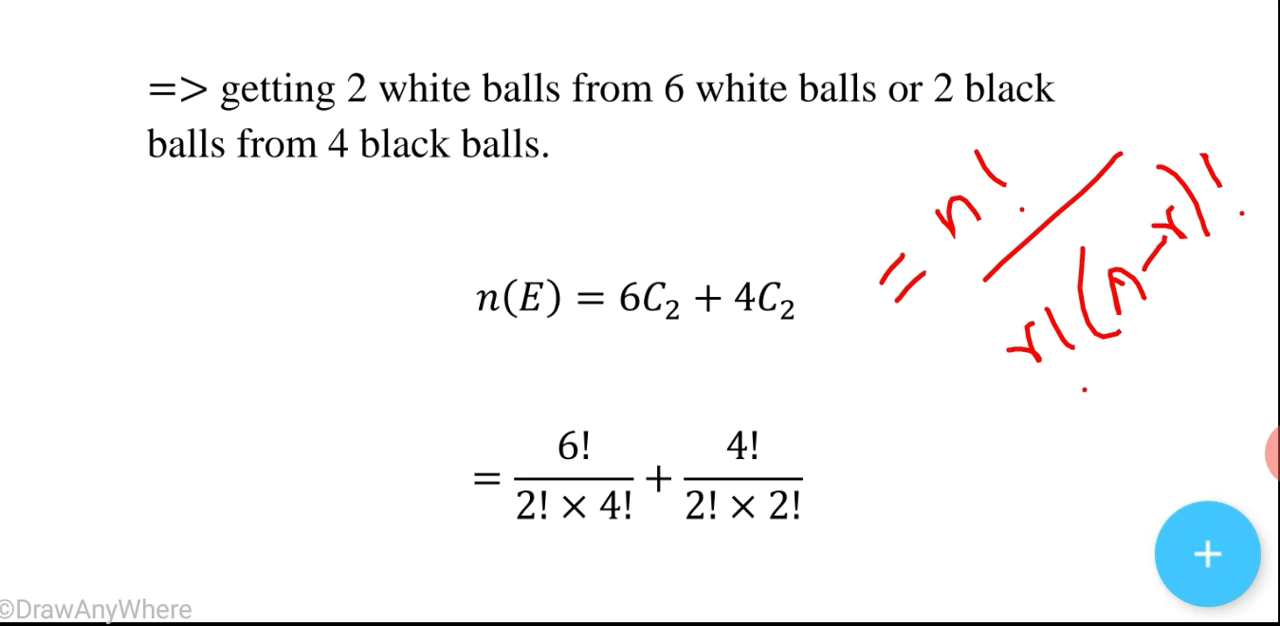 => getting 2 white balls from 6 white balls or 2 black
balls from 4 black balls.
= n! / r!(n-r)!
n(E) = 6C₂ + 4C₂
= 6!/(2! × 4!) + 4!/(2! × 2!)
+
©DrawAnyWhere